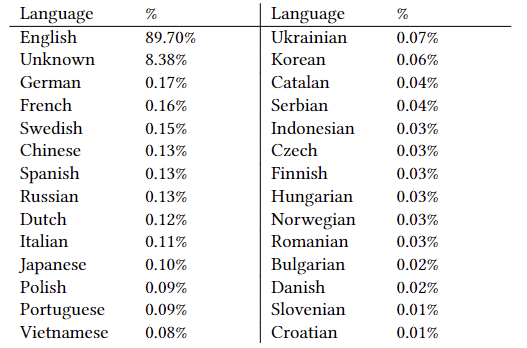 Language % Language %
English 89.70% Ukrainian 0.07%
Unknown 8.38% Korean 0.06%
German 0.17% Catalan 0.04%
French 0.16% Serbian 0.04%
Swedish 0.15% Indonesian 0.03%
Chinese 0.13% Czech 0.03%
Spanish 0.13% Finnish 0.03%
Russian 0.13% Hungarian 0.03%
Dutch 0.12% Norwegian 0.03%
Italian 0.11% Romanian 0.03%
Japanese 0.10% Bulgarian 0.02%
Polish 0.09% Danish 0.02%
Portuguese 0.09% Slovenian 0.01%
Vietnamese 0.08% Croatian 0.01%